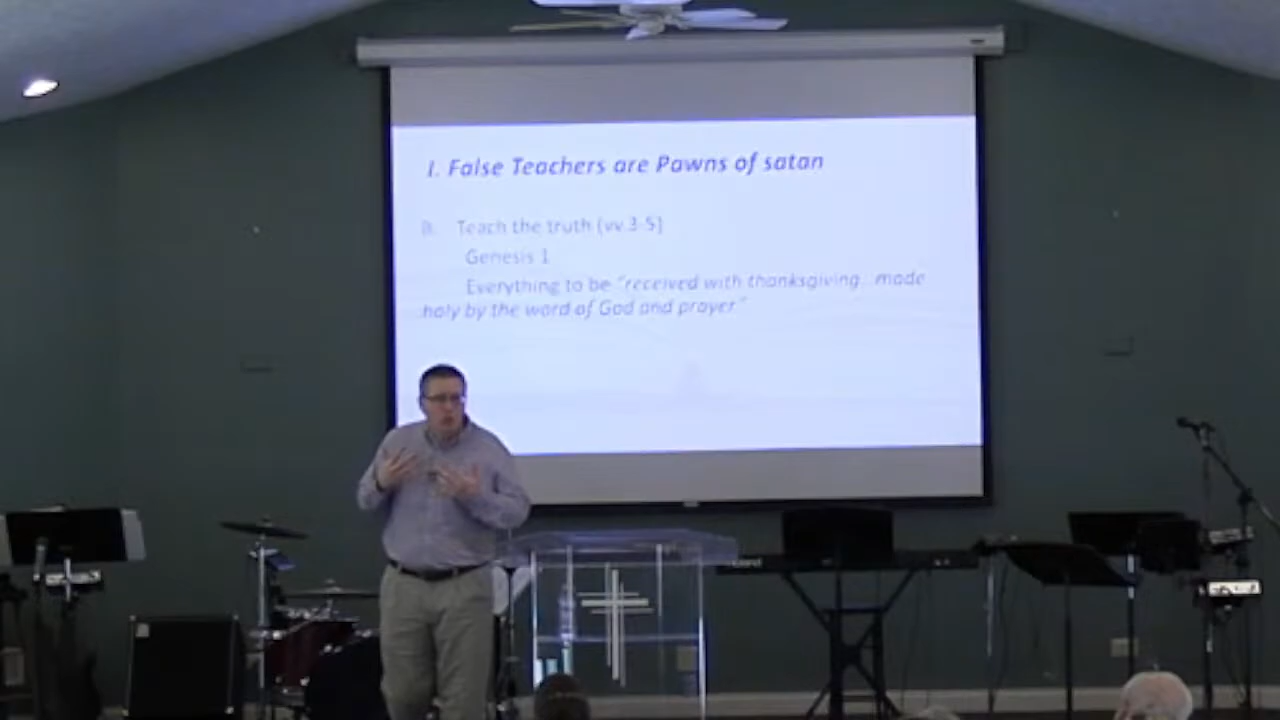 I. False Teachers are Pawns of satan
B. Teach the truth (vv.3-5)
Genesis 1
Everything to be "received with thanksgiving...made
holy by the word of God and prayer"